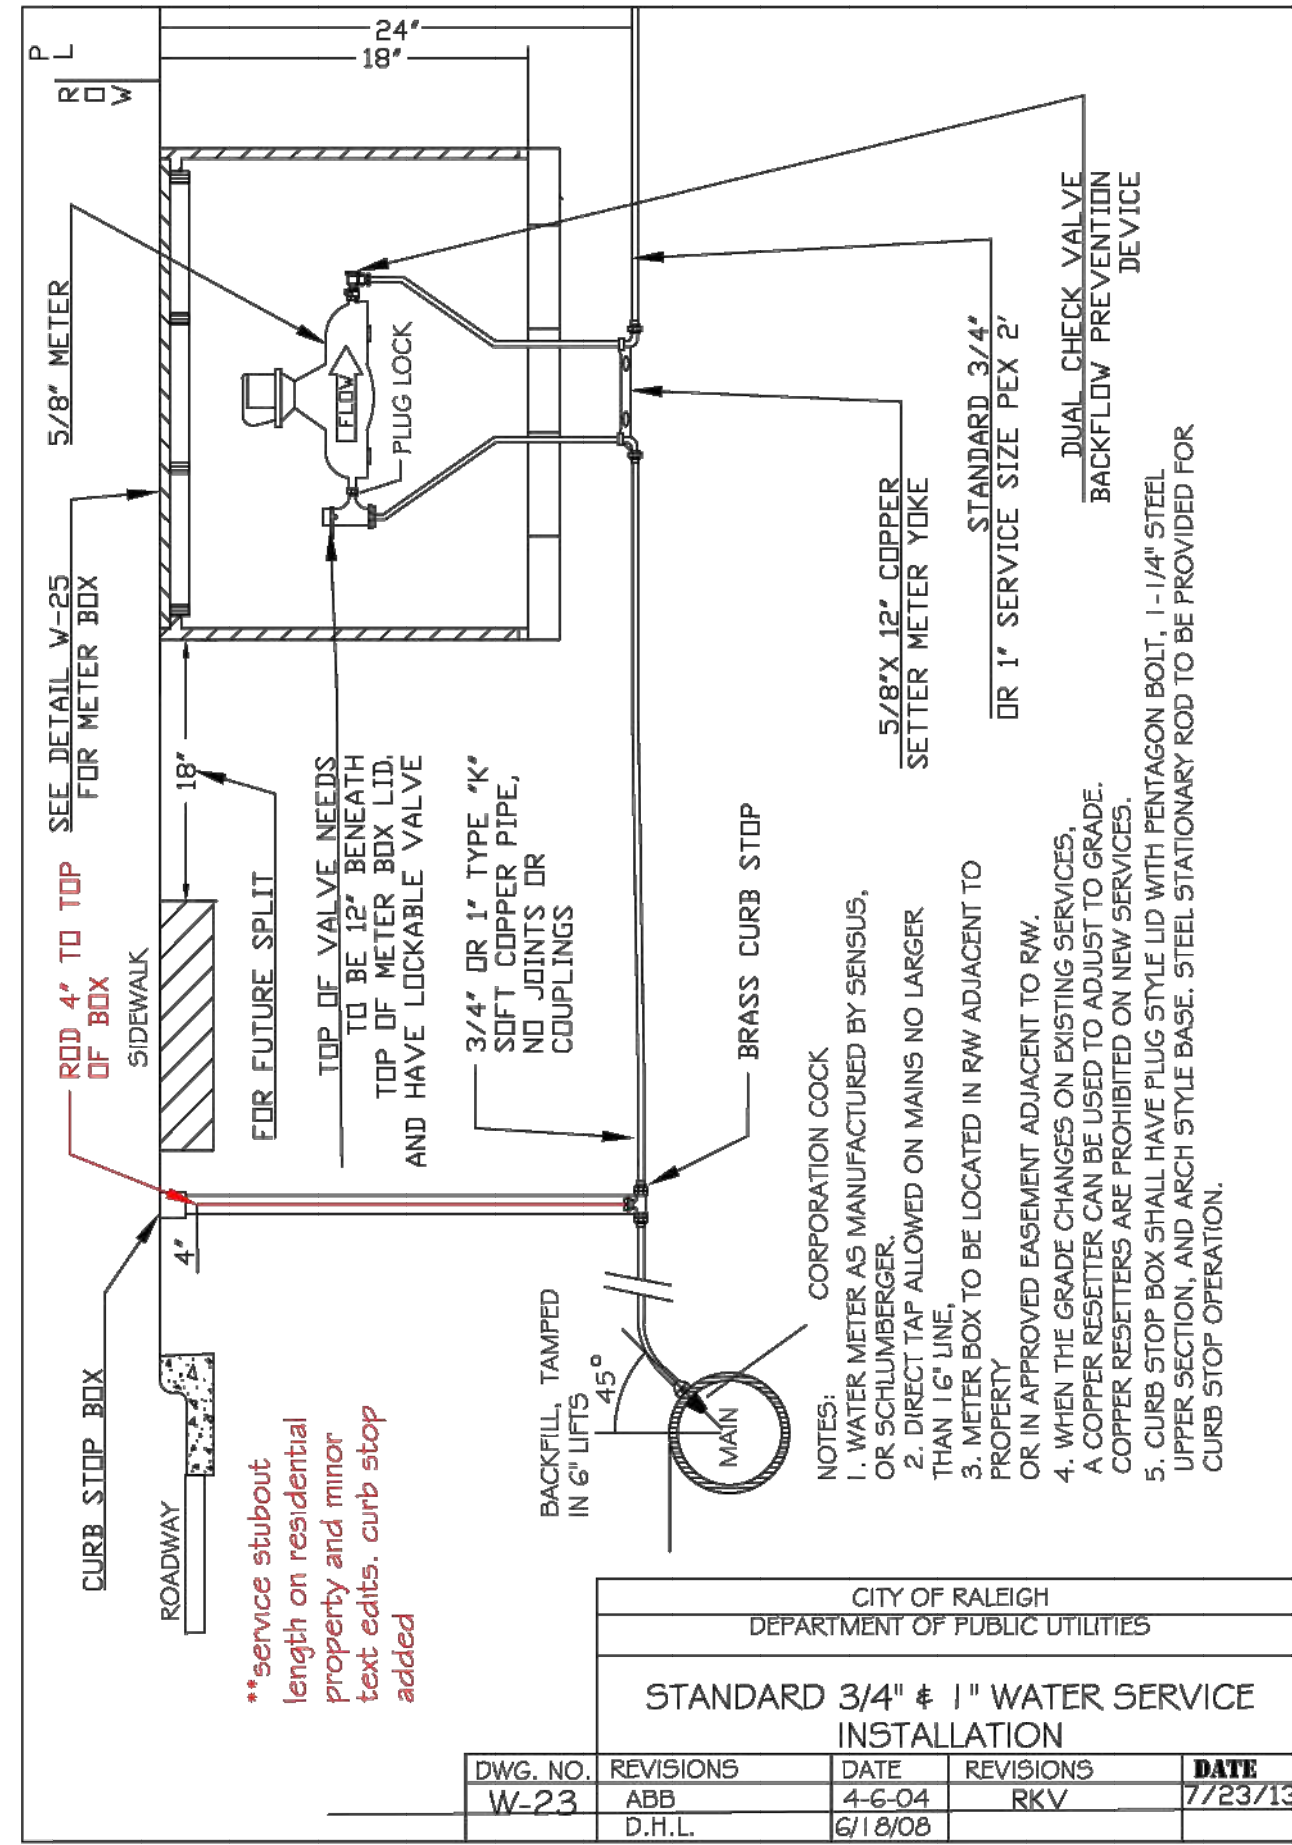 CURB STOP BOX
ROADWAY
ROD 4" TO TOP
OF BOX
SIDEWALK
4"
SEE DETAIL W-25
FOR METER BOX
18"
FOR FUTURE SPLIT
5/8" METER
P
L
R
O
W
24"
18"
FLOW
PLUG LOCK
TOP OF VALVE NEEDS
TO BE 12" BENEATH
TOP OF METER BOX LID.
AND HAVE LOCKABLE VALVE
3/4" OR 1" TYPE "K"
SOFT COPPER PIPE,
NO JOINTS OR
COUPLINGS
**service stubout
length on residential
property and minor
text edits. curb stop
added
BACKFILL, TAMPED
IN 6" LIFTS
45°
MAIN
BRASS CURB STOP
CORPORATION COCK
5/8"X 12" COPPER
SETTER METER YOKE
STANDARD 3/4"
OR 1" SERVICE SIZE PEX 2'
DUAL CHECK VALVE
BACKFLOW PREVENTION
DEVICE
NOTES:
1. WATER METER AS MANUFACTURED BY SENSUS,
OR SCHLUMBERGER.
2. DIRECT TAP ALLOWED ON MAINS NO LARGER
THAN 16" LINE,
3. METER BOX TO BE LOCATED IN R/W ADJACENT TO
PROPERTY
OR IN APPROVED EASEMENT ADJACENT TO R/W.
4. WHEN THE GRADE CHANGES ON EXISTING SERVICES,
A COPPER RESETTER CAN BE USED TO ADJUST TO GRADE.
COPPER RESETTERS ARE PROHIBITED ON NEW SERVICES.
5. CURB STOP BOX SHALL HAVE PLUG STYLE LID WITH PENTAGON BOLT, 1-1/4" STEEL
UPPER SECTION, AND ARCH STYLE BASE. STEEL STATIONARY ROD TO BE PROVIDED FOR
CURB STOP OPERATION.
CITY OF RALEIGH
DEPARTMENT OF PUBLIC UTILITIES
STANDARD 3/4" & 1" WATER SERVICE
INSTALLATION
DWG. NO. REVISIONS DATE REVISIONS DATE
W-23 ABB 4-6-04 RKV 7/23/13
D.H.L. 6/18/08